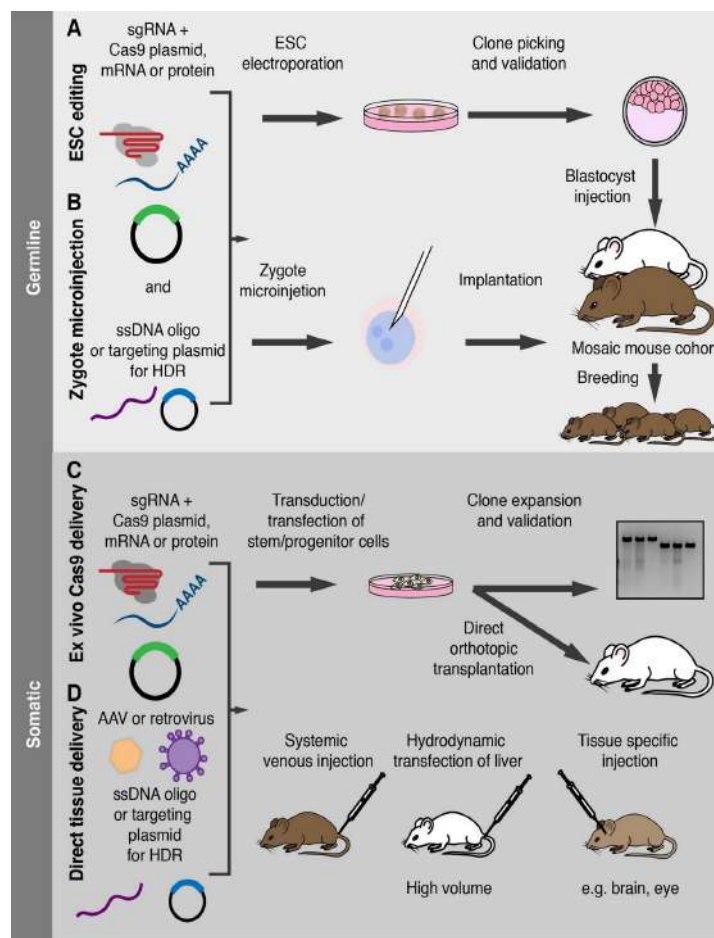 Germline
A
ESC editing
sgRNA +
Cas9 plasmid,
mRNA or protein
AAAA
ESC
electroporation
Clone picking
and validation
Blastocyst
injection
B
Zygote microinjection
and
ssDNA oligo
or targeting plasmid
for HDR
Zygote
microinjetion
Implantation
Mosaic mouse cohor
Breeding
Somatic
C
Ex vivo Cas9 delivery
sgRNA +
Cas9 plasmid,
mRNA or protein
AAAA
Transduction/
transfection of
stem/progenitor cells
Clone expansion
and validation
Direct
orthotopic
transplantation
D
Direct tissue delivery
AAV or retrovirus
ssDNA oligo
or targeting
plasmid
for HDR
Systemic
venous injection
Hydrodynamic
transfection of liver
High volume
Tissue specific
injection
e.g. brain, eye